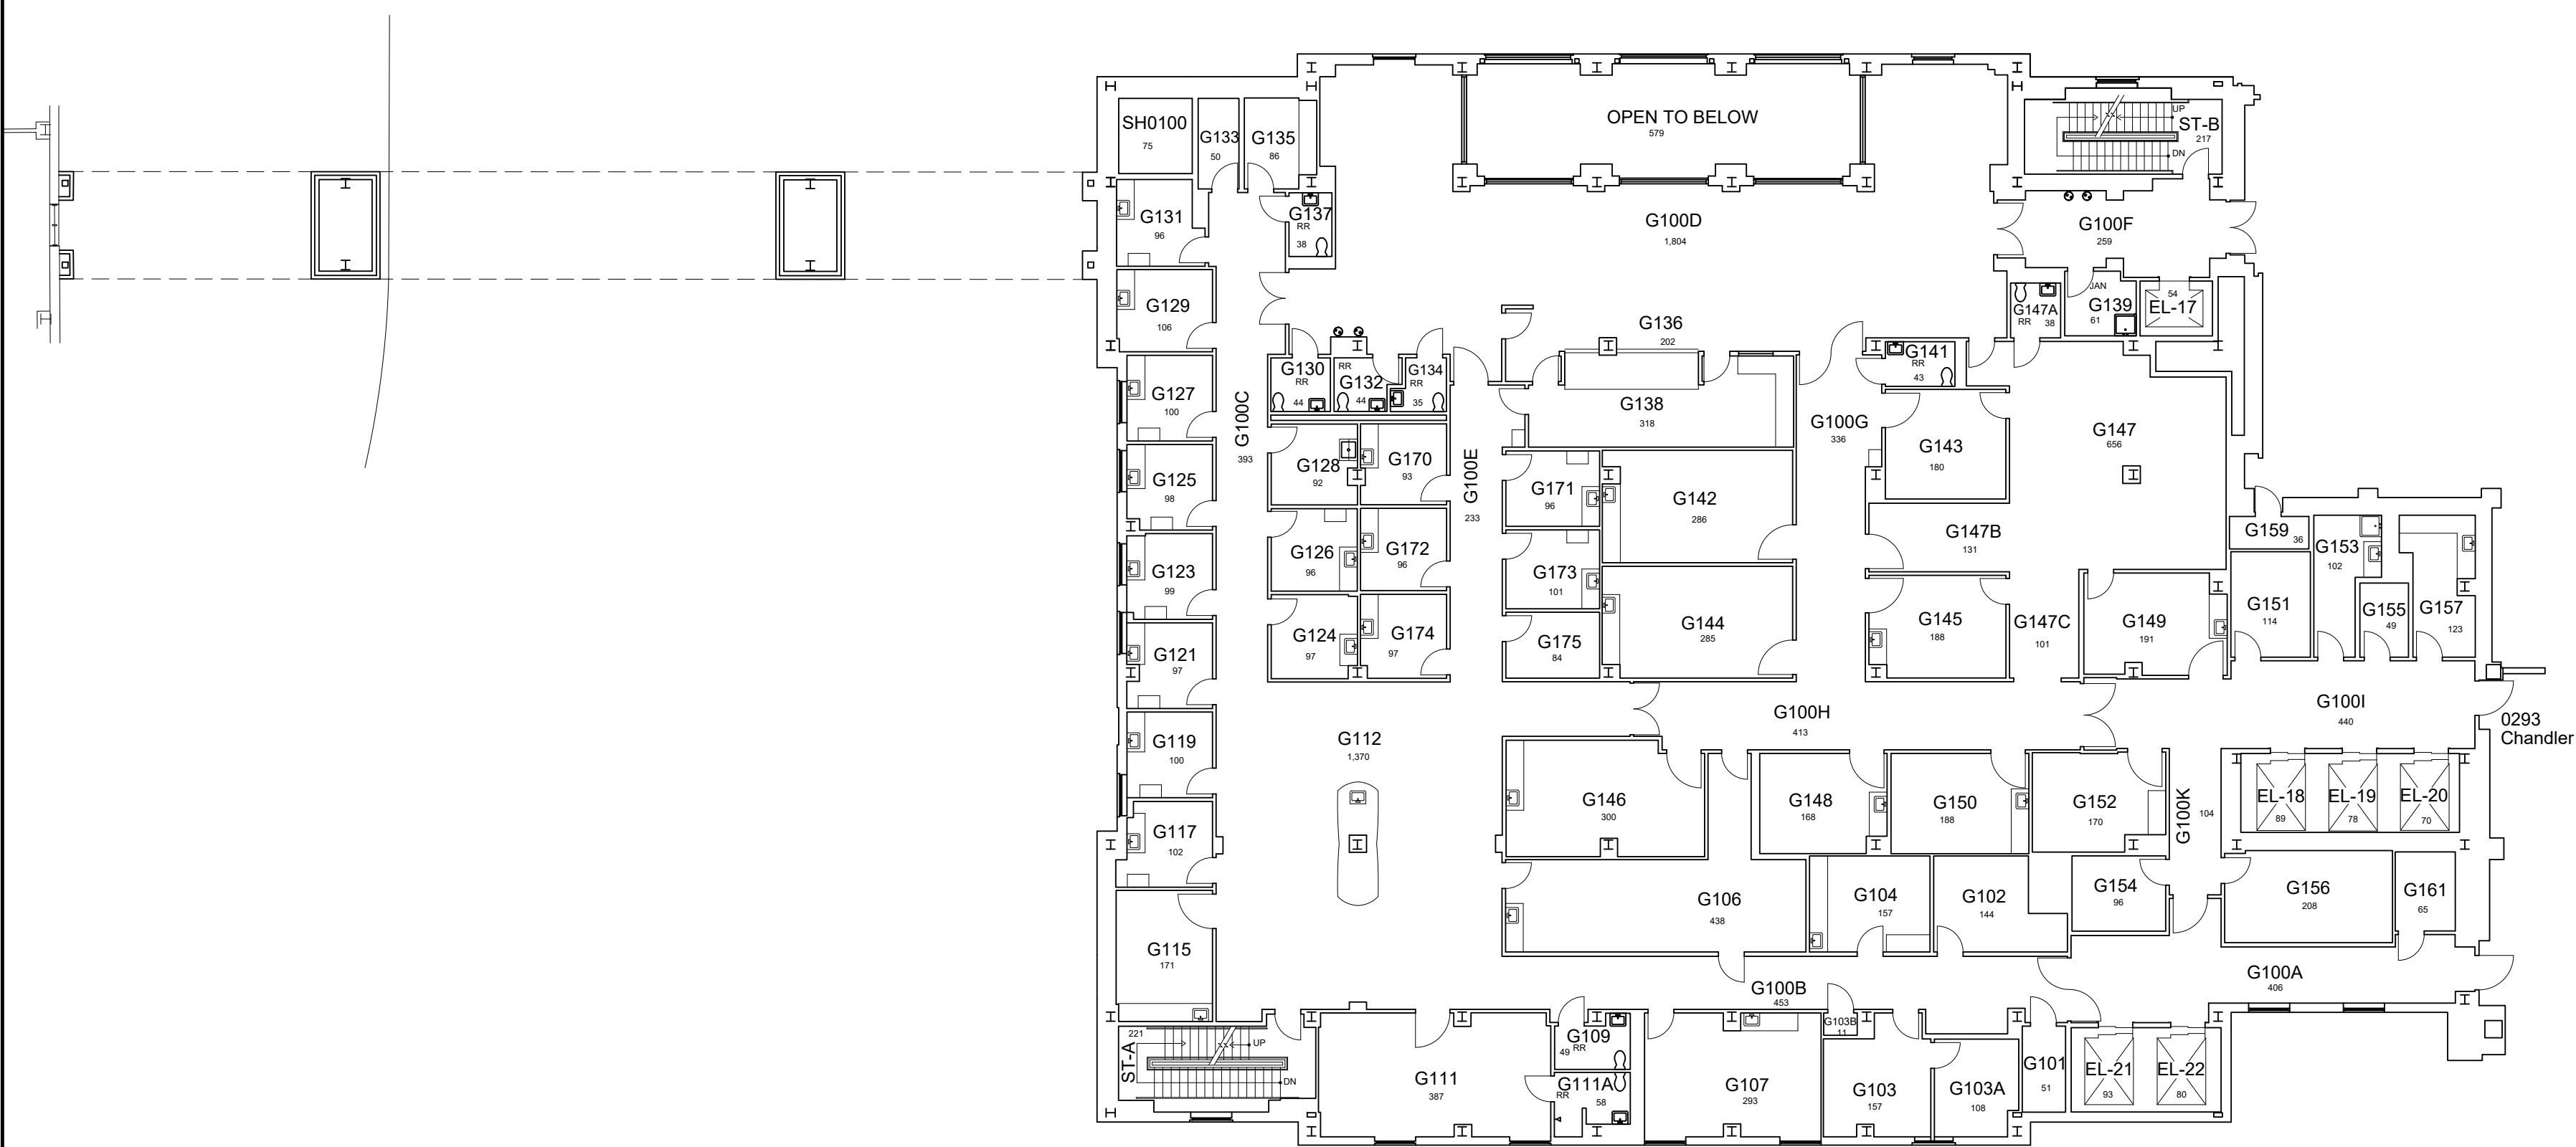 SH0100
75
G133
50
G135
86
OPEN TO BELOW
579
UP
ST-B
217
DN
G131
96
G137
RR
38
G100D
1,804
G100F
259
G129
106
G136
202
G147A
RR 38
JAN
G139
61
54
EL-17
G130
RR
44
RR
G132
44
G134
RR
35
G141
RR
43
G127
100
G100C
393
G138
318
G100G
336
G143
180
G147
656
G125
98
G128
92
G170
93
G100E
233
G171
96
G142
286
G147B
131
G159
36
G153
102
G123
99
G126
96
G172
96
G173
101
G151
114
G155
49
G157
123
G121
97
G124
97
G174
97
G175
84
G144
285
G145
188
G147C
101
G149
191
G100I
440
0293
Chandler
G119
100
G112
1,370
G100H
413
G146
300
G148
168
G150
188
G152
170
G100K
104
EL-18
89
EL-19
78
EL-20
70
G117
102
G106
438
G104
157
G102
144
G154
96
G156
208
G161
65
G115
171
G100B
453
G100A
406
221
ST-A
UP
DN
G111
387
G109
49 RR
G111A
RR
58
G107
293
G103B
11
G103
157
G103A
108
G101
51
EL-21
93
EL-22
80